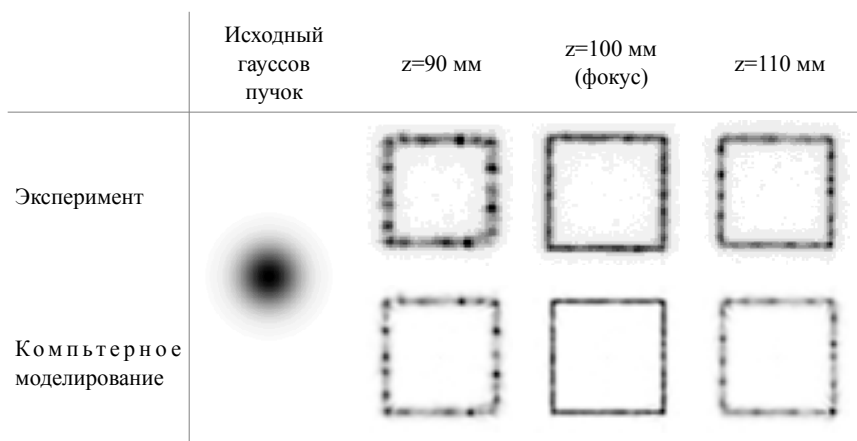 Исходный
гауссов
пучок
z=90 мм
z=100 мм
(фокус)
z=110 мм
Эксперимент
Компьтерное
моделирование